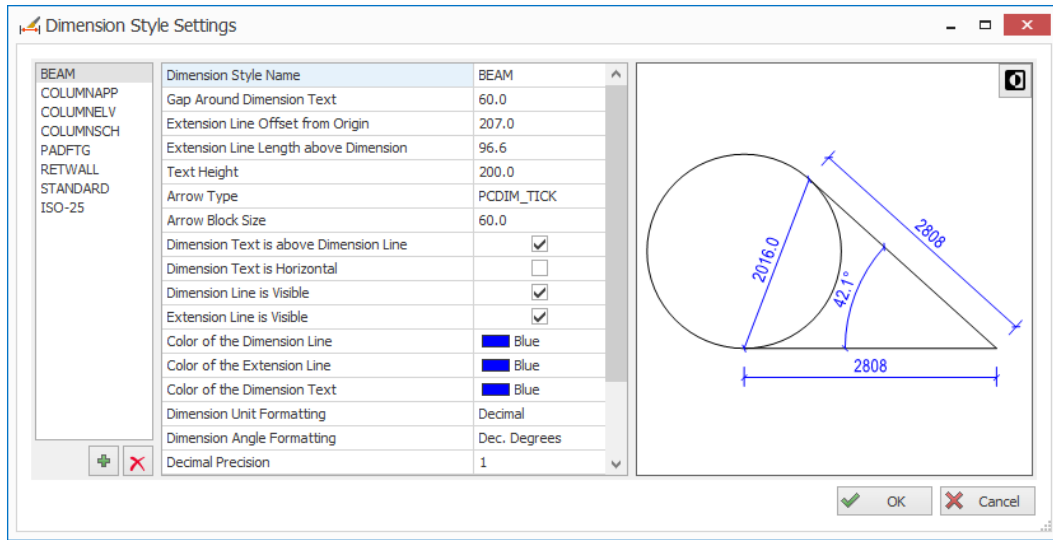 Dimension Style Settings
BEAM
COLUMNAPP
COLUMNELV
COLUMNSCH
PADFTG
RETWALL
STANDARD
ISO-25
Dimension Style Name BEAM
Gap Around Dimension Text 60.0
Extension Line Offset from Origin 207.0
Extension Line Length above Dimension 96.6
Text Height 200.0
Arrow Type PCDIM_TICK
Arrow Block Size 60.0
Dimension Text is above Dimension Line
Dimension Text is Horizontal
Dimension Line is Visible
Extension Line is Visible
Color of the Dimension Line Blue
Color of the Extension Line Blue
Color of the Dimension Text Blue
Dimension Unit Formatting Decimal
Dimension Angle Formatting Dec. Degrees
Decimal Precision 1
2808
2016.0
42.1°
2808
OK Cancel